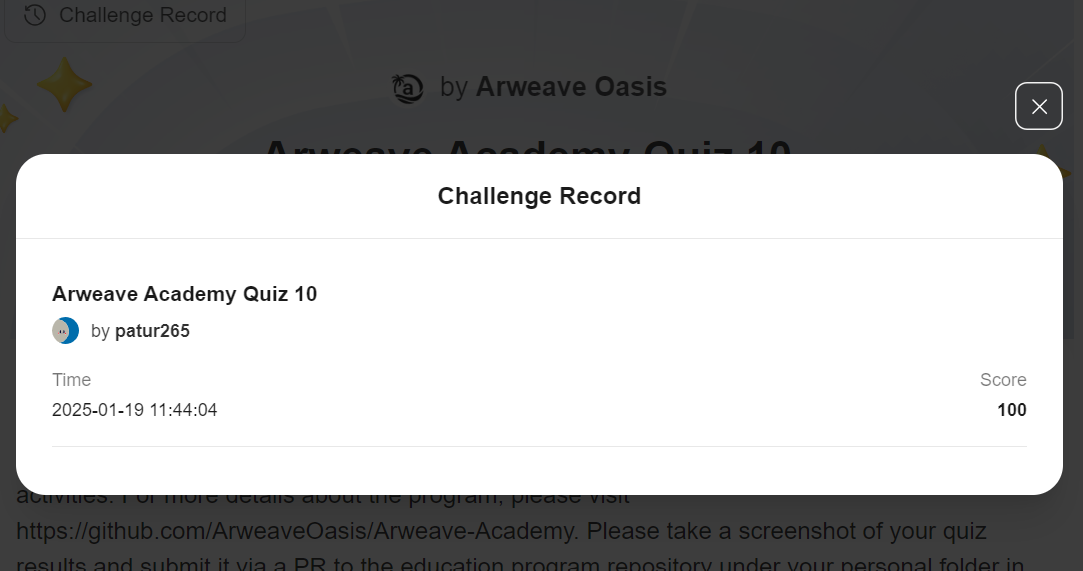 Challenge Record
by Arweave Oasis
Arweave Academy Quiz 10
Challenge Record
Arweave Academy Quiz 10
by patur265
Time
Score
2025-01-19 11:44:04
100
activities. For more details about the program, please visit
https://github.com/ArweaveOasis/Arweave-Academy. Please take a screenshot of your quiz
results and submit it via a PR to the education program repository under your personal folder in